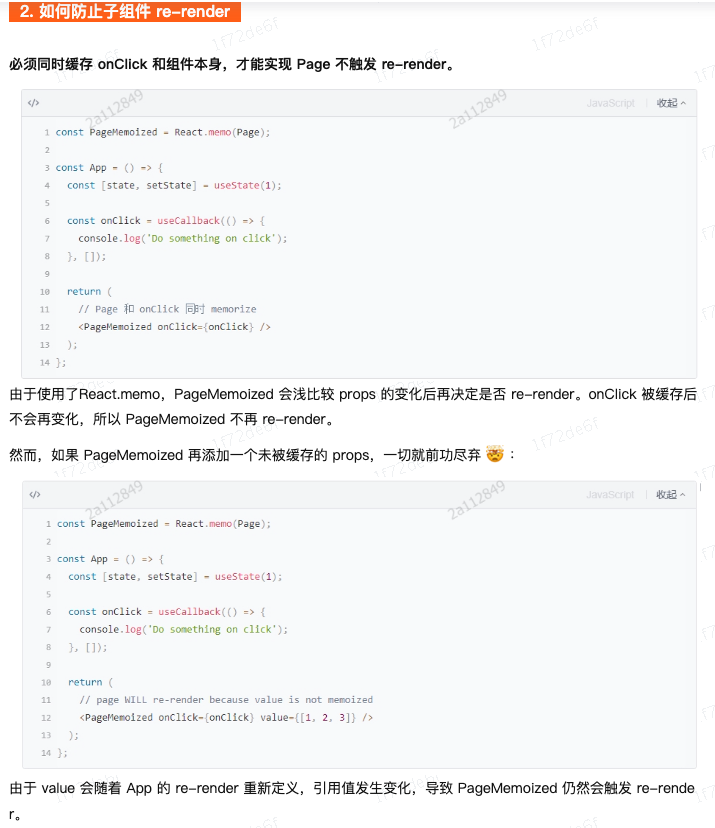 2. 如何防止子组件 re-render
必须同时缓存 onClick 和组件本身，才能实现 Page 不触发 re-render。
</> JavaScript 收起
1 const PageMemoized = React.memo(Page);
2
3 const App = () => {
4 const [state, setState] = useState(1);
5
6 const onClick = useCallback(() => {
7 console.log('Do something on click');
8 }, []);
9
10 return (
11 // Page 和 onClick 同时 memorize
12 <PageMemoized onClick={onClick} />
13 );
14 };
由于使用了React.memo，PageMemoized 会浅比较 props 的变化后再决定是否 re-render。onClick 被缓存后
不会再变化，所以 PageMemoized 不再 re-render。
然而，如果 PageMemoized 再添加一个未被缓存的 props，一切就前功尽弃 🤯：
</> JavaScript 收起
1 const PageMemoized = React.memo(Page);
2
3 const App = () => {
4 const [state, setState] = useState(1);
5
6 const onClick = useCallback(() => {
7 console.log('Do something on click');
8 }, []);
9
10 return (
11 // page WILL re-render because value is not memoized
12 <PageMemoized onClick={onClick} value={[1, 2, 3]} />
13 );
14 };
由于 value 会随着 App 的 re-render 重新定义，引用值发生变化，导致 PageMemoized 仍然会触发 re-rende
r。
1f72de5f
2a112849